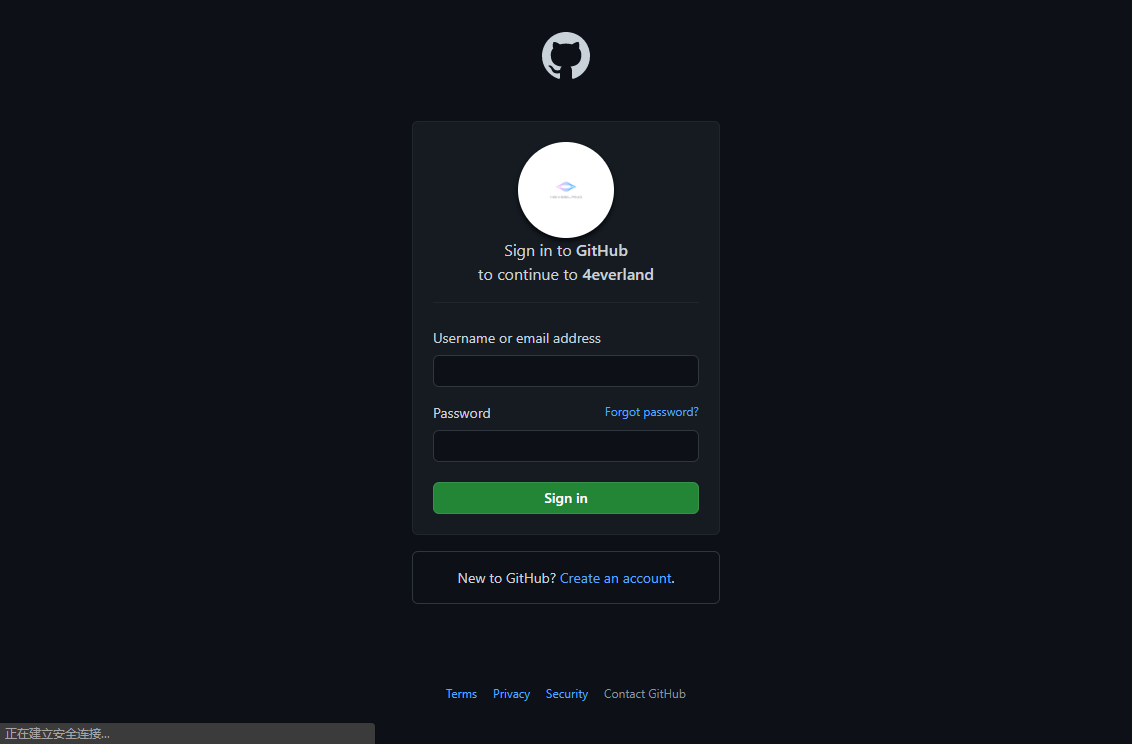 Sign in to GitHub
to continue to 4everland
Username or email address
Password Forgot password?
Sign in
New to GitHub? Create an account.
Terms Privacy Security Contact GitHub
正在建立安全连接...